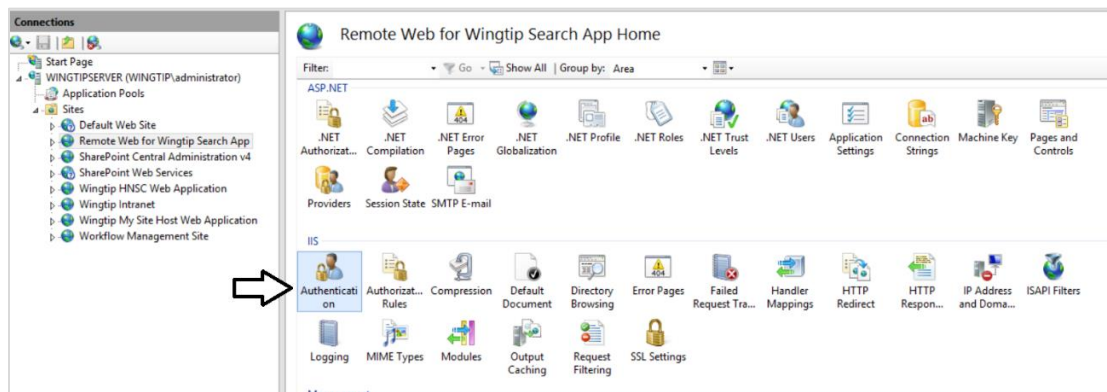 Connections
Start Page
WINGTIPSERVER (WINGTIP\administrator)
Application Pools
Sites
Default Web Site
Remote Web for Wingtip Search App
SharePoint Central Administration v4
SharePoint Web Services
Wingtip HNSC Web Application
Wingtip Intranet
Wingtip My Site Host Web Application
Workflow Management Site
Remote Web for Wingtip Search App Home
Filter: Go Show All Group by: Area
ASP.NET
.NET .NET .NET Error .NET .NET Profile .NET Roles .NET Trust .NET Users Application Connection Machine Key Pages and
Authorizat... Compilation Pages Globalization Levels Settings Strings Controls
Providers Session State SMTP E-mail
IIS
Authenticati Authorizat... Compression Default Directory Error Pages Failed Handler HTTP HTTP IP Address ISAPI Filters
on Rules Document Browsing Request Tra... Mappings Redirect Respon... and Doma...
Logging MIME Types Modules Output Request SSL Settings
Caching Filtering